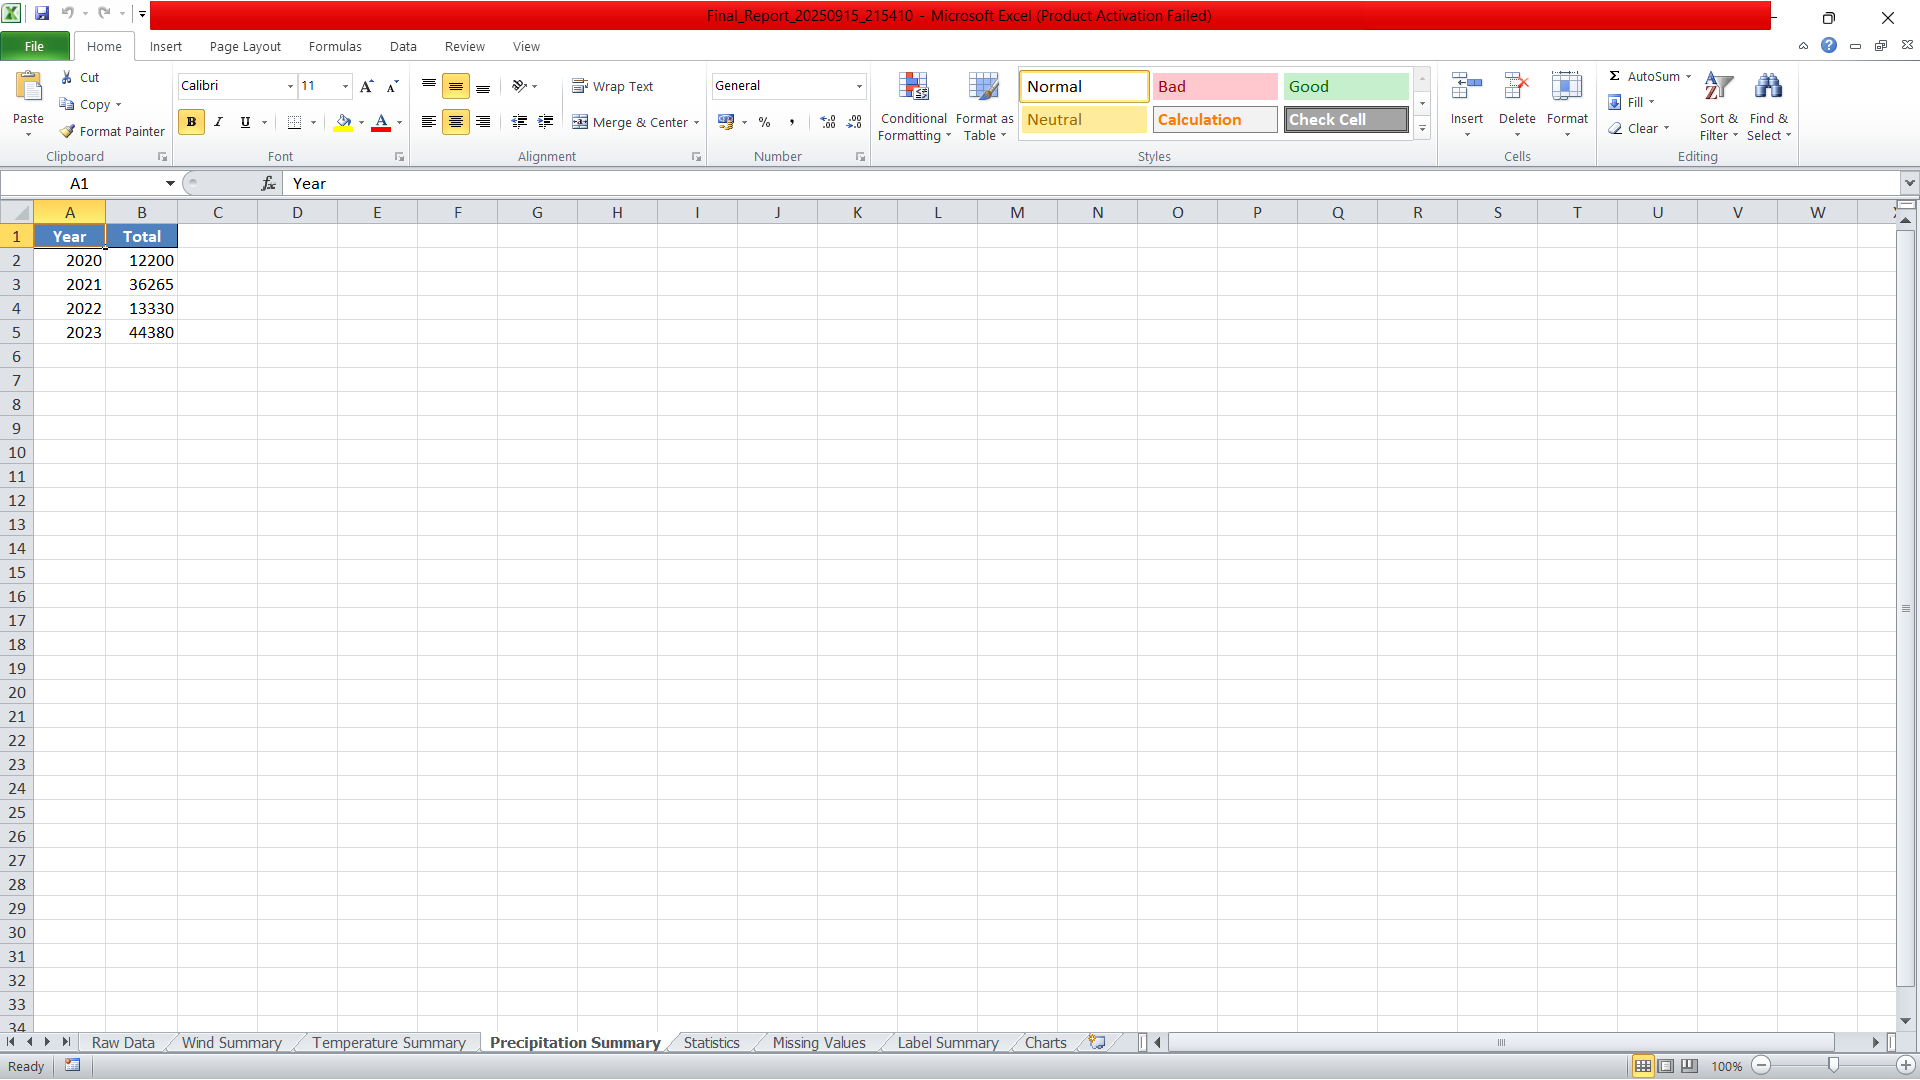 Final_Report_20250915_215410 - Microsoft Excel (Product Activation Failed)
File Home Insert Page Layout Formulas Data Review View
Paste
Cut
Copy
Format Painter
Clipboard
Calibri 11
B I U
Font
Wrap Text
Merge & Center
Alignment
General
%
Number
Conditional Formatting
Format as Table
Normal Bad Good
Neutral Calculation Check Cell
Styles
Insert Delete Format
Cells
AutoSum
Fill
Clear
Sort & Filter
Find & Select
Editing
A1 fx Year
A B C D E F G H I J K L M N O P Q R S T U V W
1 Year Total
2 2020 12200
3 2021 36265
4 2022 13330
5 2023 44380
6
7
8
9
10
11
12
13
14
15
16
17
18
19
20
21
22
23
24
25
26
27
28
29
30
31
32
33
34
Raw Data Wind Summary Temperature Summary Precipitation Summary Statistics Missing Values Label Summary Charts
Ready 100%